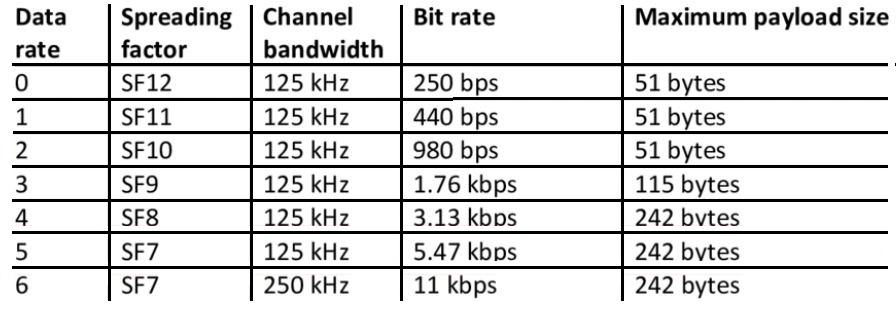 Data rate Spreading factor Channel bandwidth Bit rate Maximum payload size
0 SF12 125 kHz 250 bps 51 bytes
1 SF11 125 kHz 440 bps 51 bytes
2 SF10 125 kHz 980 bps 51 bytes
3 SF9 125 kHz 1.76 kbps 115 bytes
4 SF8 125 kHz 3.13 kbps 242 bytes
5 SF7 125 kHz 5.47 kbps 242 bytes
6 SF7 250 kHz 11 kbps 242 bytes